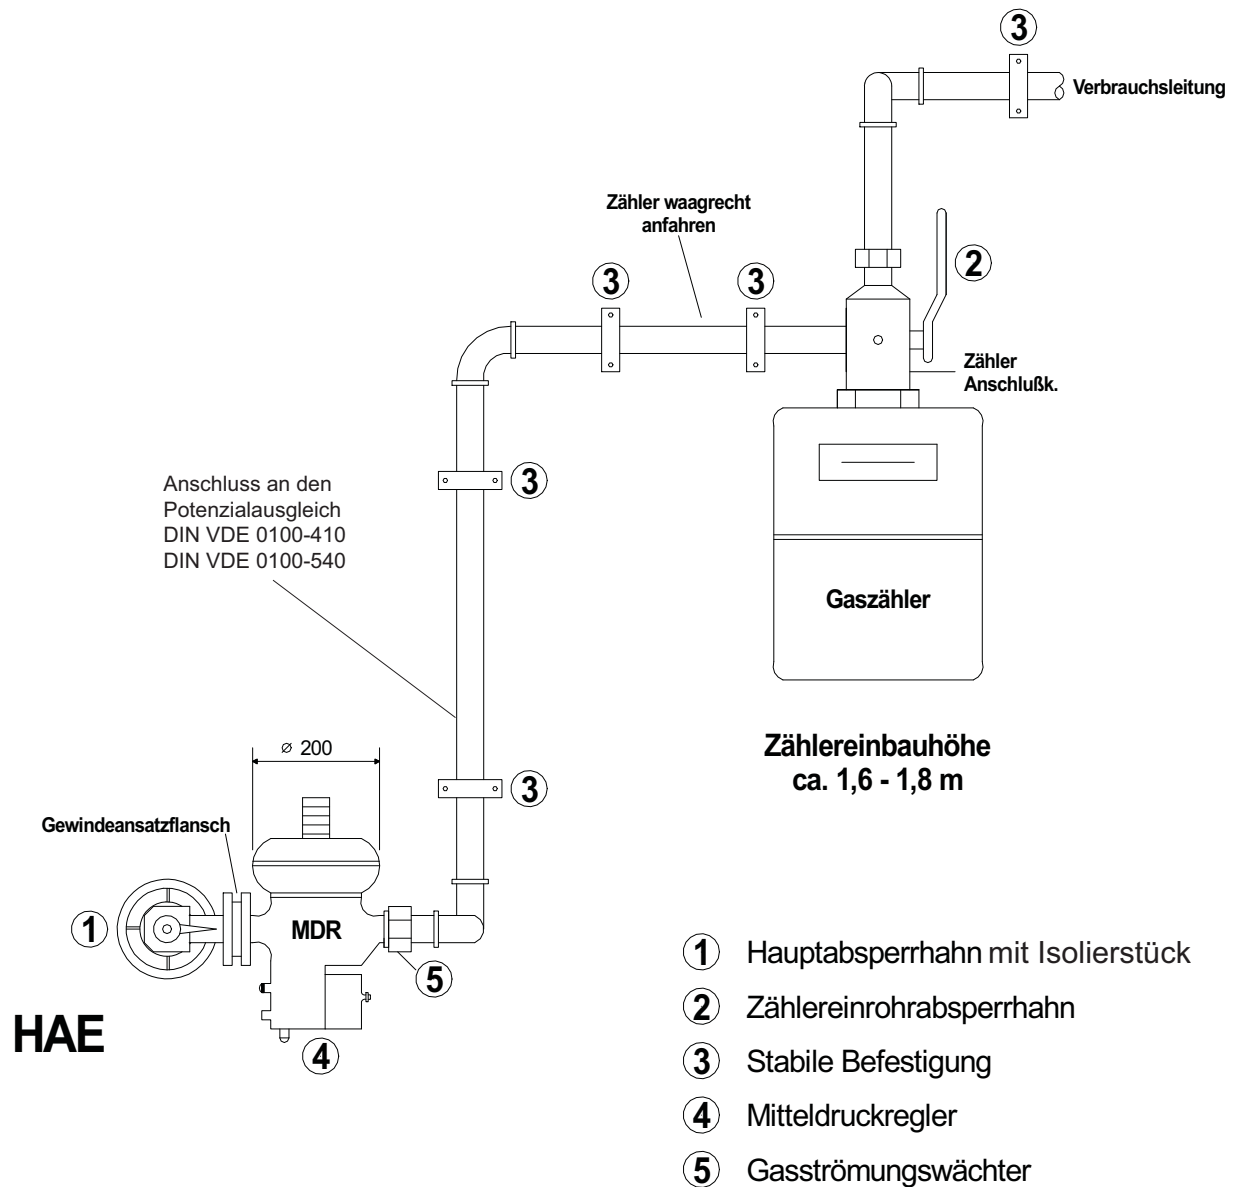 3
Verbrauchsleitung
Zähler waagrecht
anfahren
2
3
3
Zähler
Anschlußk.
3
Anschluss an den
Potenzialausgleich
DIN VDE 0100-410
DIN VDE 0100-540
Gaszähler
Zählereinbauhöhe
ca. 1,6 - 1,8 m
⌀ 200
3
Gewindeansatzflansch
1
MDR
5
HAE
4
1 Hauptabsperrhahn mit Isolierstück
2 Zählereinrohrabsperrhahn
3 Stabile Befestigung
4 Mitteldruckregler
5 Gasströmungswächter